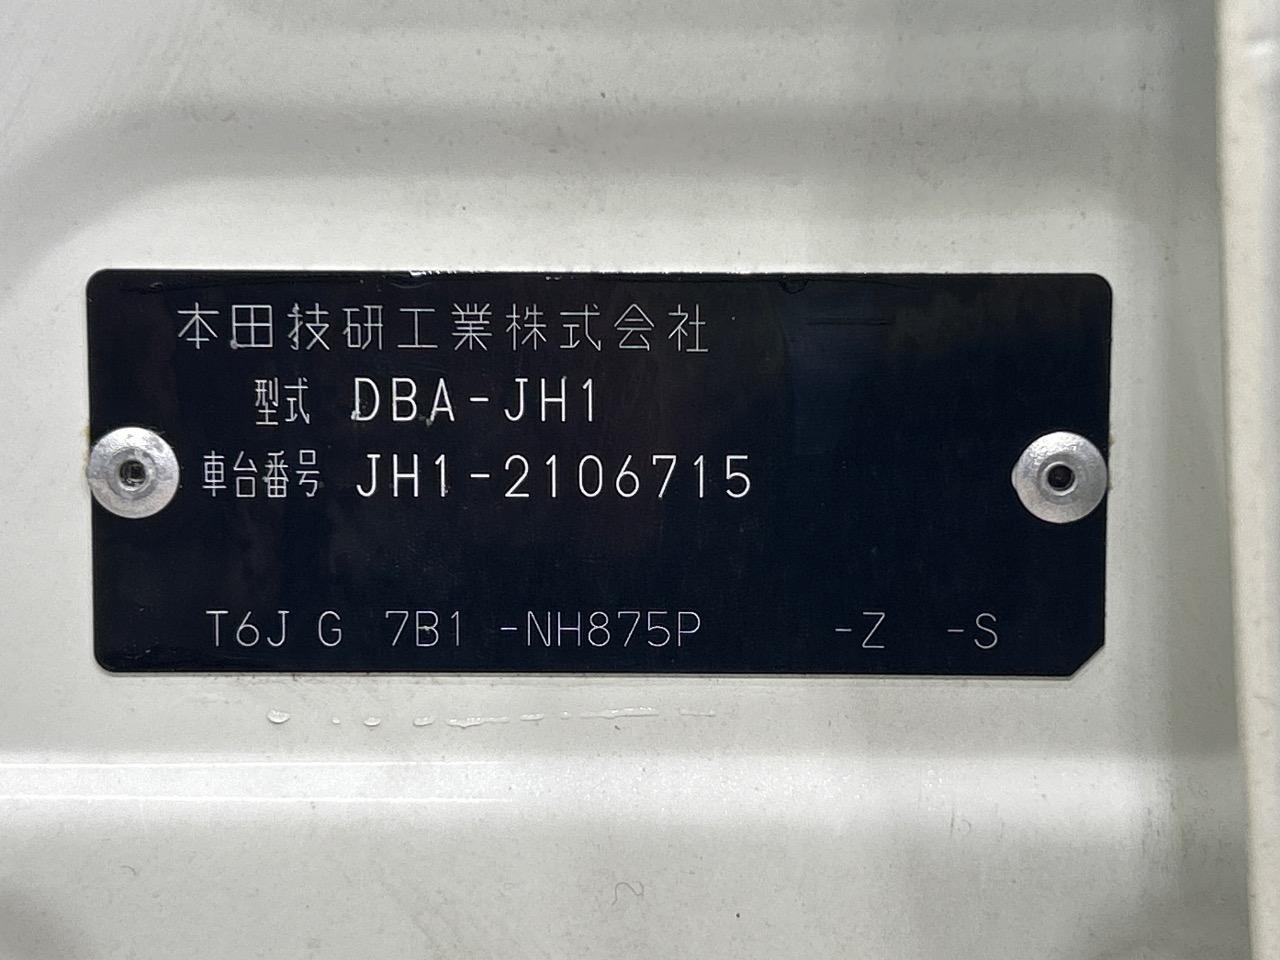 本田技研工業株式会社
型式 DBA-JH1
車台番号 JH1-2106715
T6J G 7B1 -NH875P -Z -S